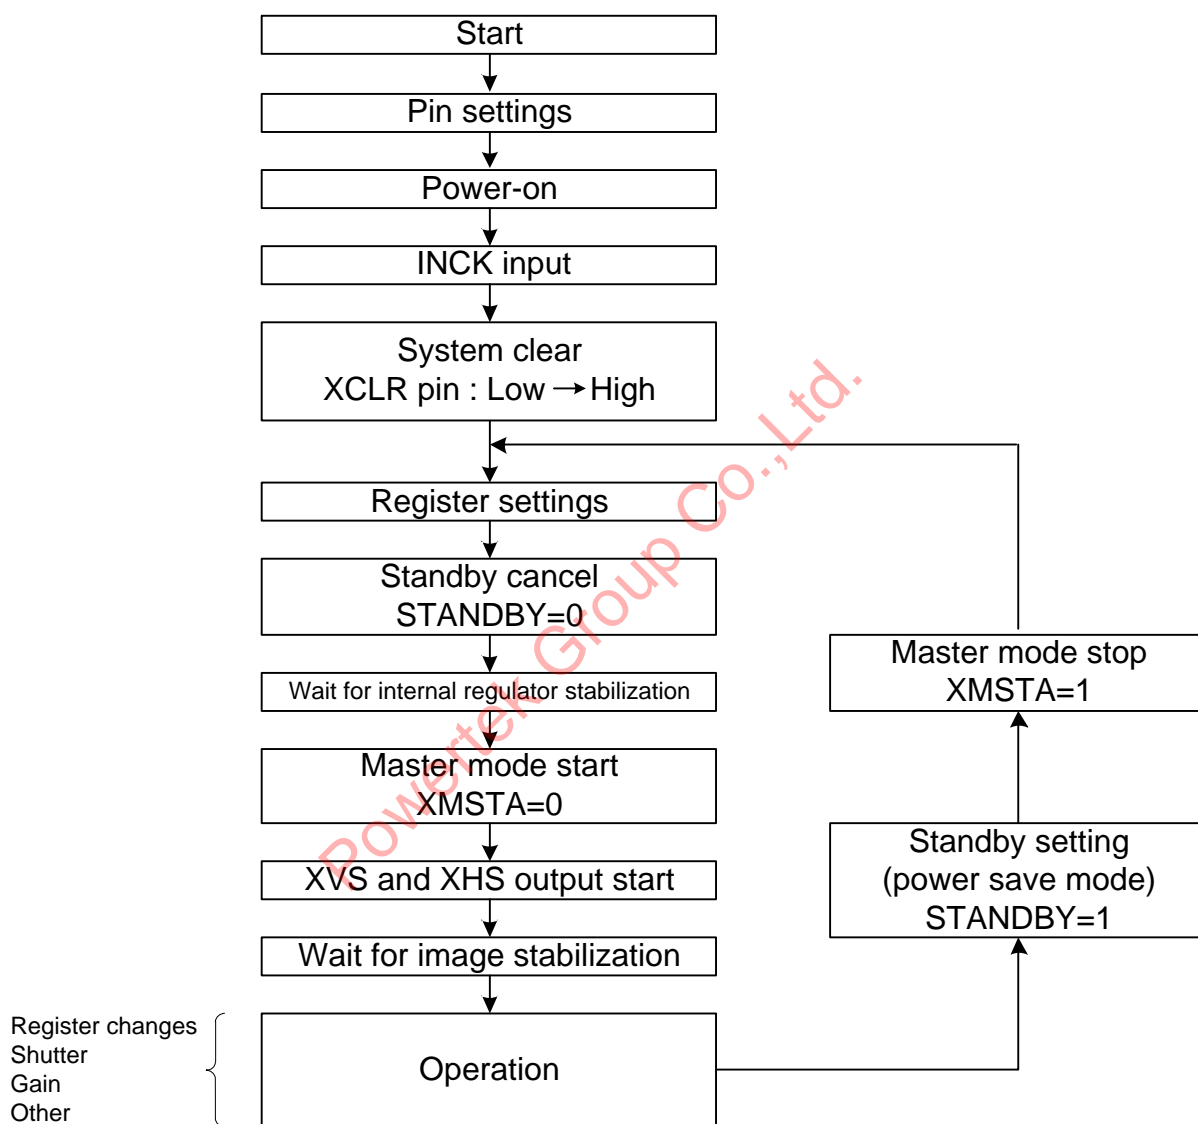 Start
Pin settings
Power-on
INCK input
System clear
XCLR pin : Low → High
Register settings
Standby cancel
STANDBY=0
Wait for internal regulator stabilization
Master mode start
XMSTA=0
XVS and XHS output start
Wait for image stabilization
Operation
Register changes
Shutter
Gain
Other
Master mode stop
XMSTA=1
Standby setting
(power save mode)
STANDBY=1
Powertek Group Co.,Ltd.